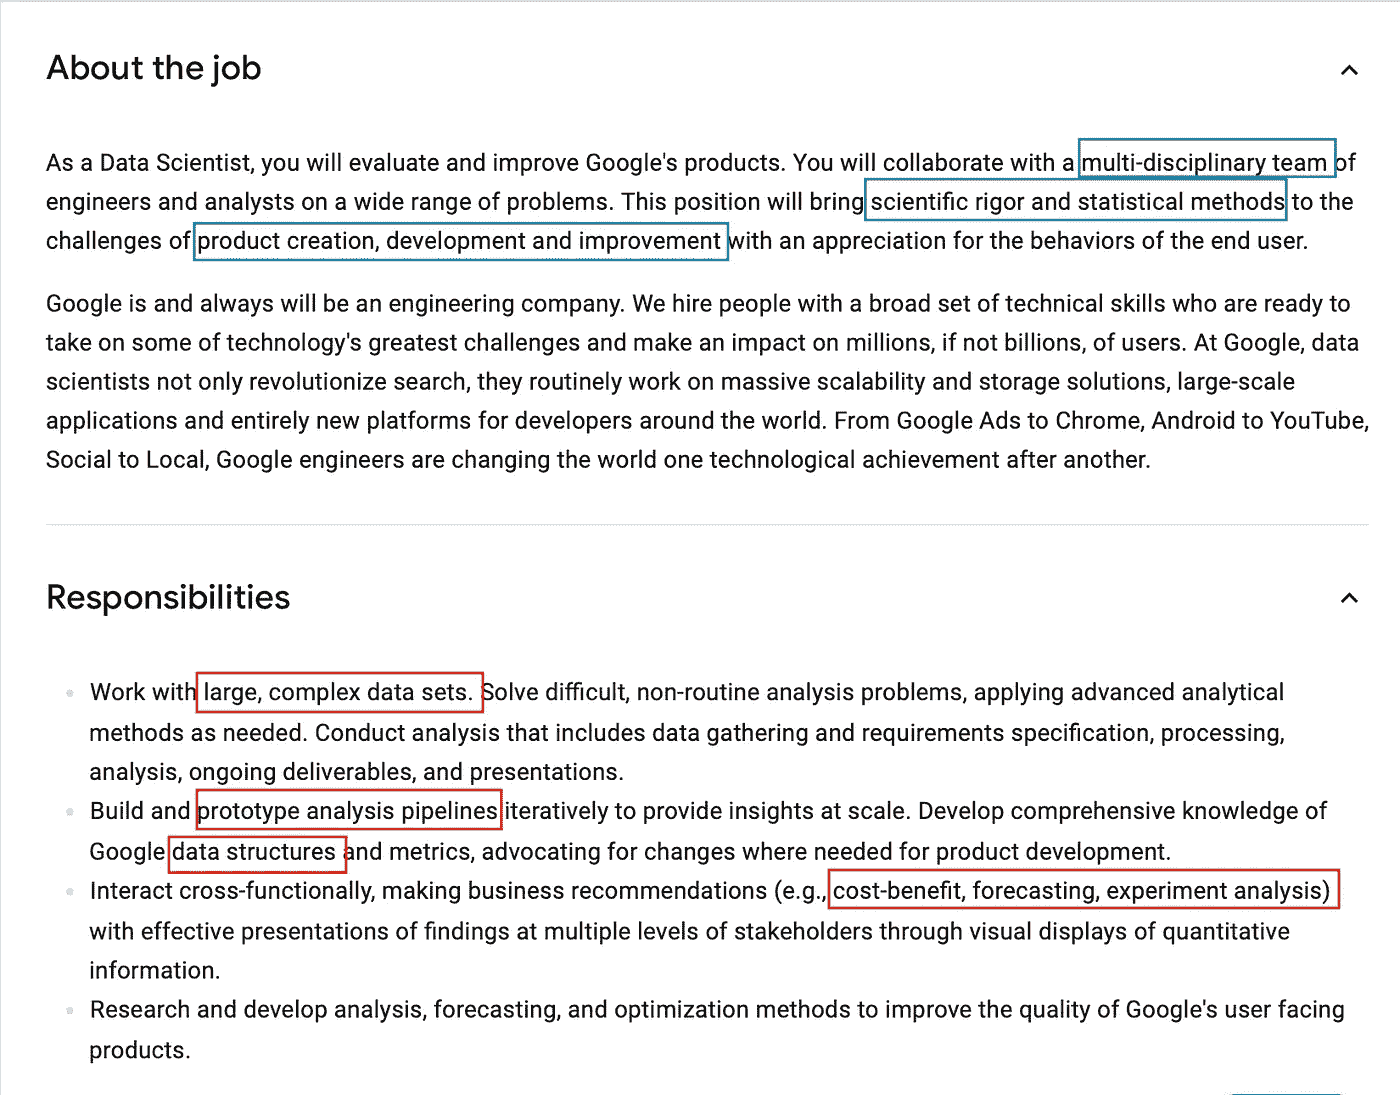 About the job
As a Data Scientist, you will evaluate and improve Google's products. You will collaborate with a multi-disciplinary team of
engineers and analysts on a wide range of problems. This position will bring scientific rigor and statistical methods to the
challenges of product creation, development and improvement with an appreciation for the behaviors of the end user.
Google is and always will be an engineering company. We hire people with a broad set of technical skills who are ready to
take on some of technology's greatest challenges and make an impact on millions, if not billions, of users. At Google, data
scientists not only revolutionize search, they routinely work on massive scalability and storage solutions, large-scale
applications and entirely new platforms for developers around the world. From Google Ads to Chrome, Android to YouTube,
Social to Local, Google engineers are changing the world one technological achievement after another.
Responsibilities
Work with large, complex data sets. Solve difficult, non-routine analysis problems, applying advanced analytical
methods as needed. Conduct analysis that includes data gathering and requirements specification, processing,
analysis, ongoing deliverables, and presentations.
Build and prototype analysis pipelines iteratively to provide insights at scale. Develop comprehensive knowledge of
Google data structures and metrics, advocating for changes where needed for product development.
Interact cross-functionally, making business recommendations (e.g., cost-benefit, forecasting, experiment analysis)
with effective presentations of findings at multiple levels of stakeholders through visual displays of quantitative
information.
Research and develop analysis, forecasting, and optimization methods to improve the quality of Google's user facing
products.